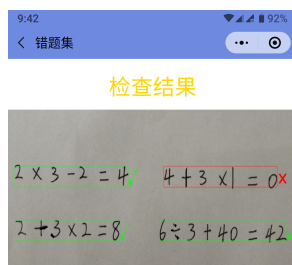 9:42 92%
错题集
检查结果
2 × 3 - 2 = 4 4 + 3 × 1 = 0
2 + 3 × 2 = 8 6 ÷ 3 + 40 = 42